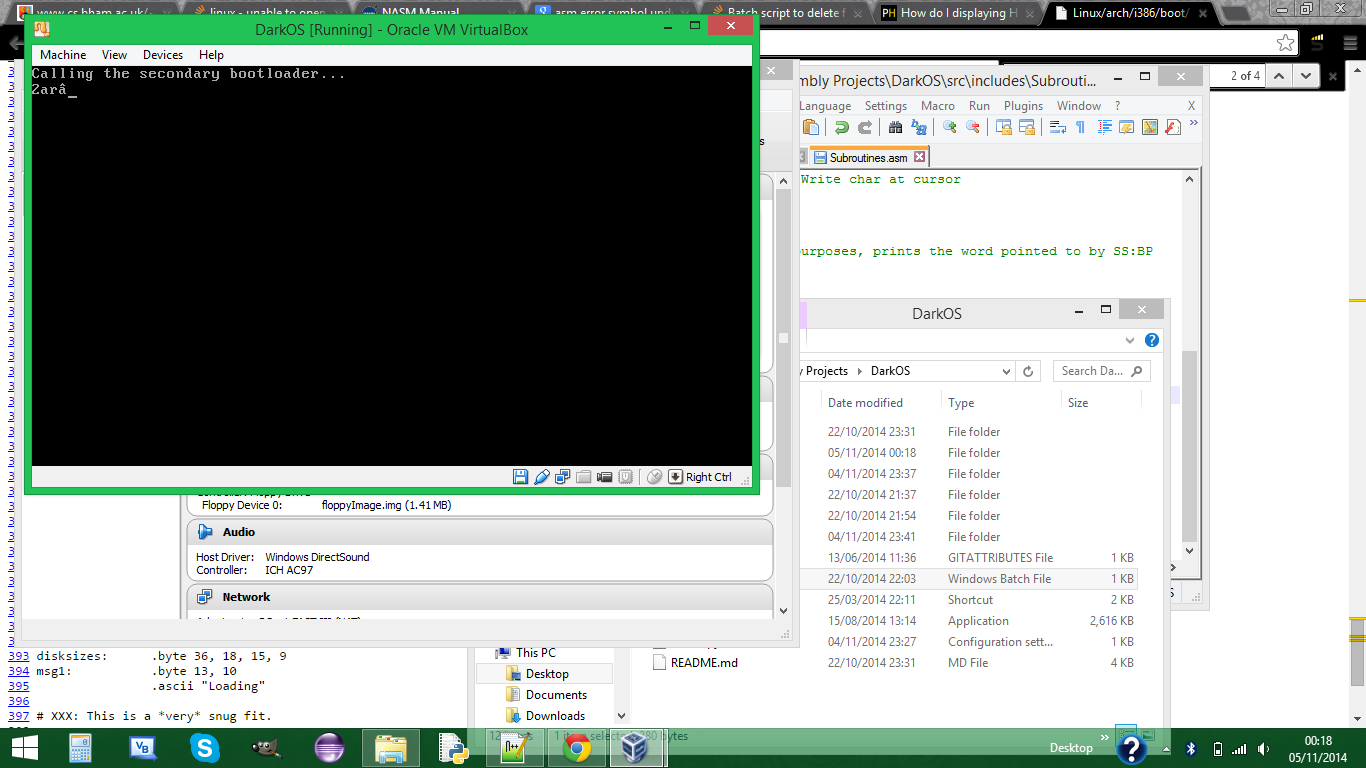 www.cs.bham.ac.uk/
linux - unable to open
NASM Manual
asm error symbol und
Batch script to delete f
PH How do I displaying H
Linux/arch/i386/boot/
DarkOS [Running] - Oracle VM VirtualBox
Machine View Devices Help
Calling the secondary bootloader...
2 of 4
mbly Projects\DarkOS\src\includes\Subrouti...
Language Settings Macro Run Plugins Window ? X
Subroutines.asm
Write char at cursor
urposes, prints the word pointed to by SS:BP
Right Ctrl
Floppy Device 0: floppyImage.img (1.41 MB)
Audio
Host Driver: Windows DirectSound
Controller: ICH AC97
Network
DarkOS
y Projects DarkOS Search Da...
Date modified Type Size
22/10/2014 23:31 File folder
05/11/2014 00:18 File folder
04/11/2014 23:37 File folder
22/10/2014 21:37 File folder
22/10/2014 21:54 File folder
04/11/2014 23:41 File folder
13/06/2014 11:36 GITATTRIBUTES File 1 KB
22/10/2014 22:03 Windows Batch File 1 KB
25/03/2014 22:11 Shortcut 2 KB
15/08/2014 13:14 Application 2,616 KB
04/11/2014 23:27 Configuration sett... 1 KB
22/10/2014 23:31 MD File 4 KB
README.md
This PC
Desktop
Documents
Downloads
393 disksizes: .byte 36, 18, 15, 9
394 msg1: .byte 13, 10
395 .ascii "Loading"
396
397 # XXX: This is a *very* snug fit.
Desktop
00:18
05/11/2014